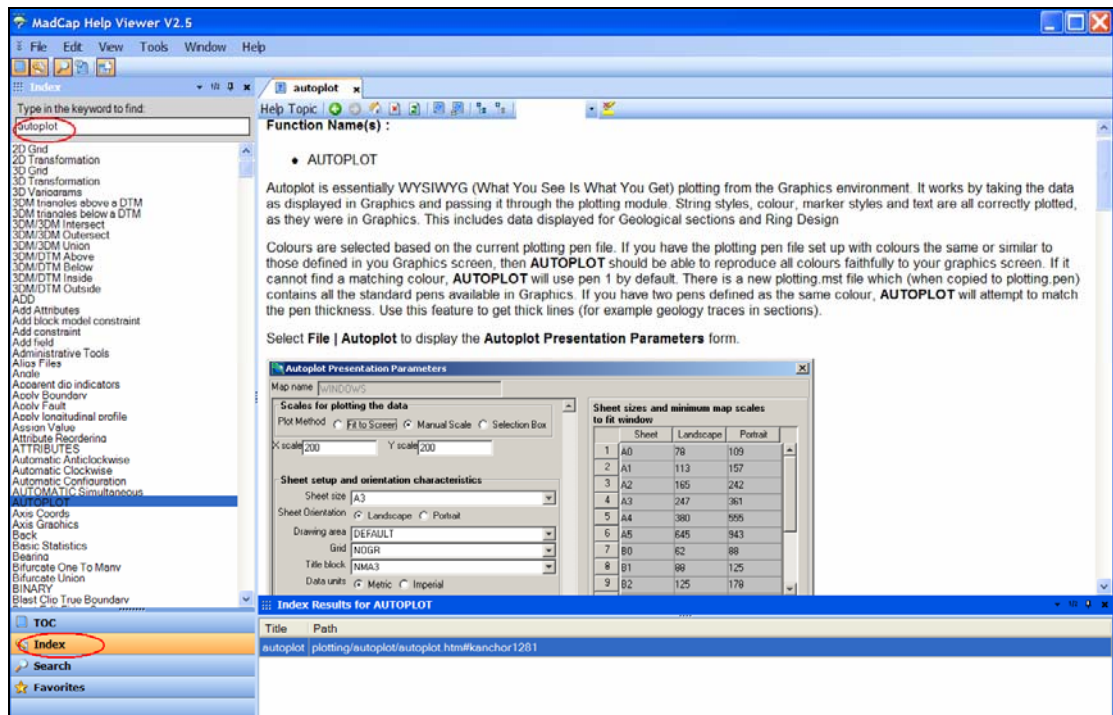 MadCap Help Viewer V2.5
File Edit View Tools Window Help
Index
Type in the keyword to find:
autoplot
2D Grid
2D Transformation
3D Grid
3D Transformation
3D Variograms
3DM triangles above a DTM
3DM triangles below a DTM
3DM/3DM Intersect
3DM/3DM Outersect
3DM/3DM Union
3DM/DTM Above
3DM/DTM Below
3DM/DTM Inside
3DM/DTM Outside
ADD
Add Attributes
Add block model constraint
Add constraint
Add field
Administrative Tools
Alias Files
Angle
Apparent dip indicators
Apply Boundary
Apply Fault
Apply longitudinal profile
Assign Value
Attribute Reordering
ATTRIBUTES
Automatic Anticlockwise
Automatic Clockwise
Automatic Configuration
AUTOMATIC Simultaneous
AUTOPLOT
Axis Coords
Axis Graphics
Back
Basic Statistics
Bearing
Bifurcate One To Many
Bifurcate Union
BINARY
Blast Clip True Boundary
TOC
Index
Search
Favorites
autoplot
Help Topic
Function Name(s) :
• AUTOPLOT
Autoplot is essentially WYSIWYG (What You See Is What You Get) plotting from the Graphics environment. It works by taking the data
as displayed in Graphics and passing it through the plotting module. String styles, colour, marker styles and text are all correctly plotted,
as they were in Graphics. This includes data displayed for Geological sections and Ring Design
Colours are selected based on the current plotting pen file. If you have the plotting pen file set up with colours the same or similar to
those defined in you Graphics screen, then AUTOPLOT should be able to reproduce all colours faithfully to your graphics screen. If it
cannot find a matching colour, AUTOPLOT will use pen 1 by default. There is a new plotting.mst file which (when copied to plotting.pen)
contains all the standard pens available in Graphics. If you have two pens defined as the same colour, AUTOPLOT will attempt to match
the pen thickness. Use this feature to get thick lines (for example geology traces in sections).
Select File | Autoplot to display the Autoplot Presentation Parameters form.
Autoplot Presentation Parameters
Map name WINDOWS
Scales for plotting the data
Plot Method Fit to Screen Manual Scale Selection Box
X scale 200 Y scale 200
Sheet setup and orientation characteristics
Sheet size A3
Sheet Orientation Landscape Portrait
Drawing area DEFAULT
Grid NOGR
Title block NMA3
Data units Metric Imperial
Sheet sizes and minimum map scales
to fit window
Sheet Landscape Portrait
1 A0 78 109
2 A1 113 157
3 A2 165 242
4 A3 247 361
5 A4 380 555
6 A5 645 943
7 B0 62 88
8 B1 88 125
9 B2 125 178
Index Results for AUTOPLOT
Title Path
autoplot plotting/autoplot/autoplot.htm#kanchor1281